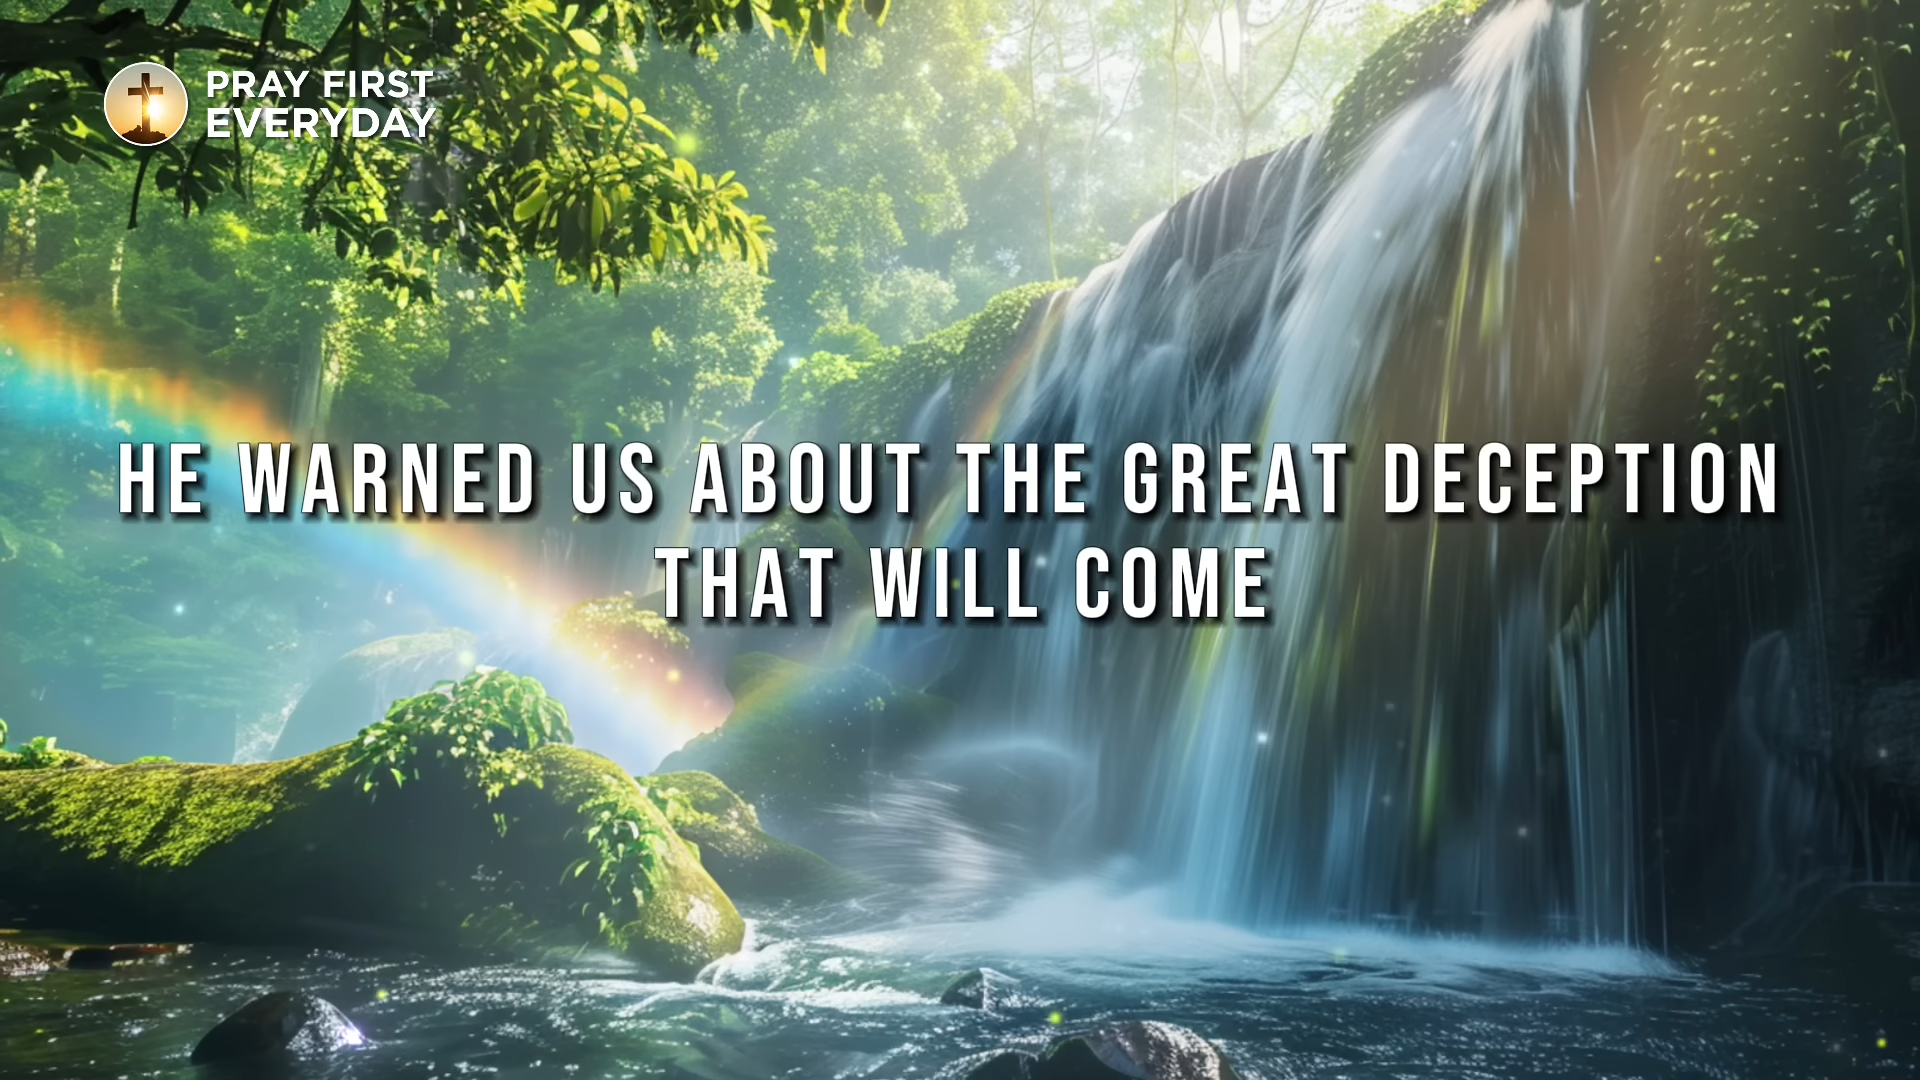 PRAY FIRST
EVERYDAY
HE WARNED US ABOUT THE GREAT DECEPTION
THAT WILL COME